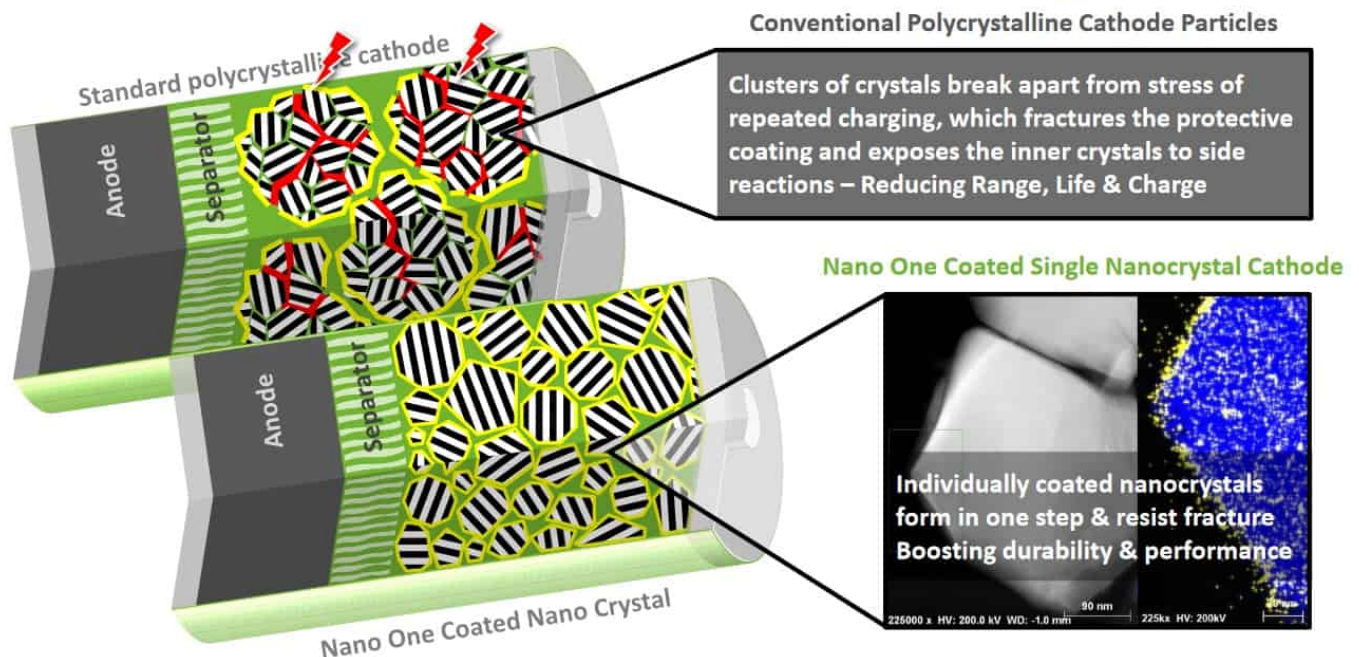 Conventional Polycrystalline Cathode Particles
Standard polycrystalline cathode
Clusters of crystals break apart from stress of
repeated charging, which fractures the protective
coating and exposes the inner crystals to side
reactions – Reducing Range, Life & Charge
Anode
Separator
Nano One Coated Single Nanocrystal Cathode
Anode
Separator
Individually coated nanocrystals
form in one step & resist fracture
Boosting durability & performance
90 nm
225000 x HV: 200.0 kV WD: -1.0 mm
225kx HV: 200kV
Nano One Coated Nano Crystal